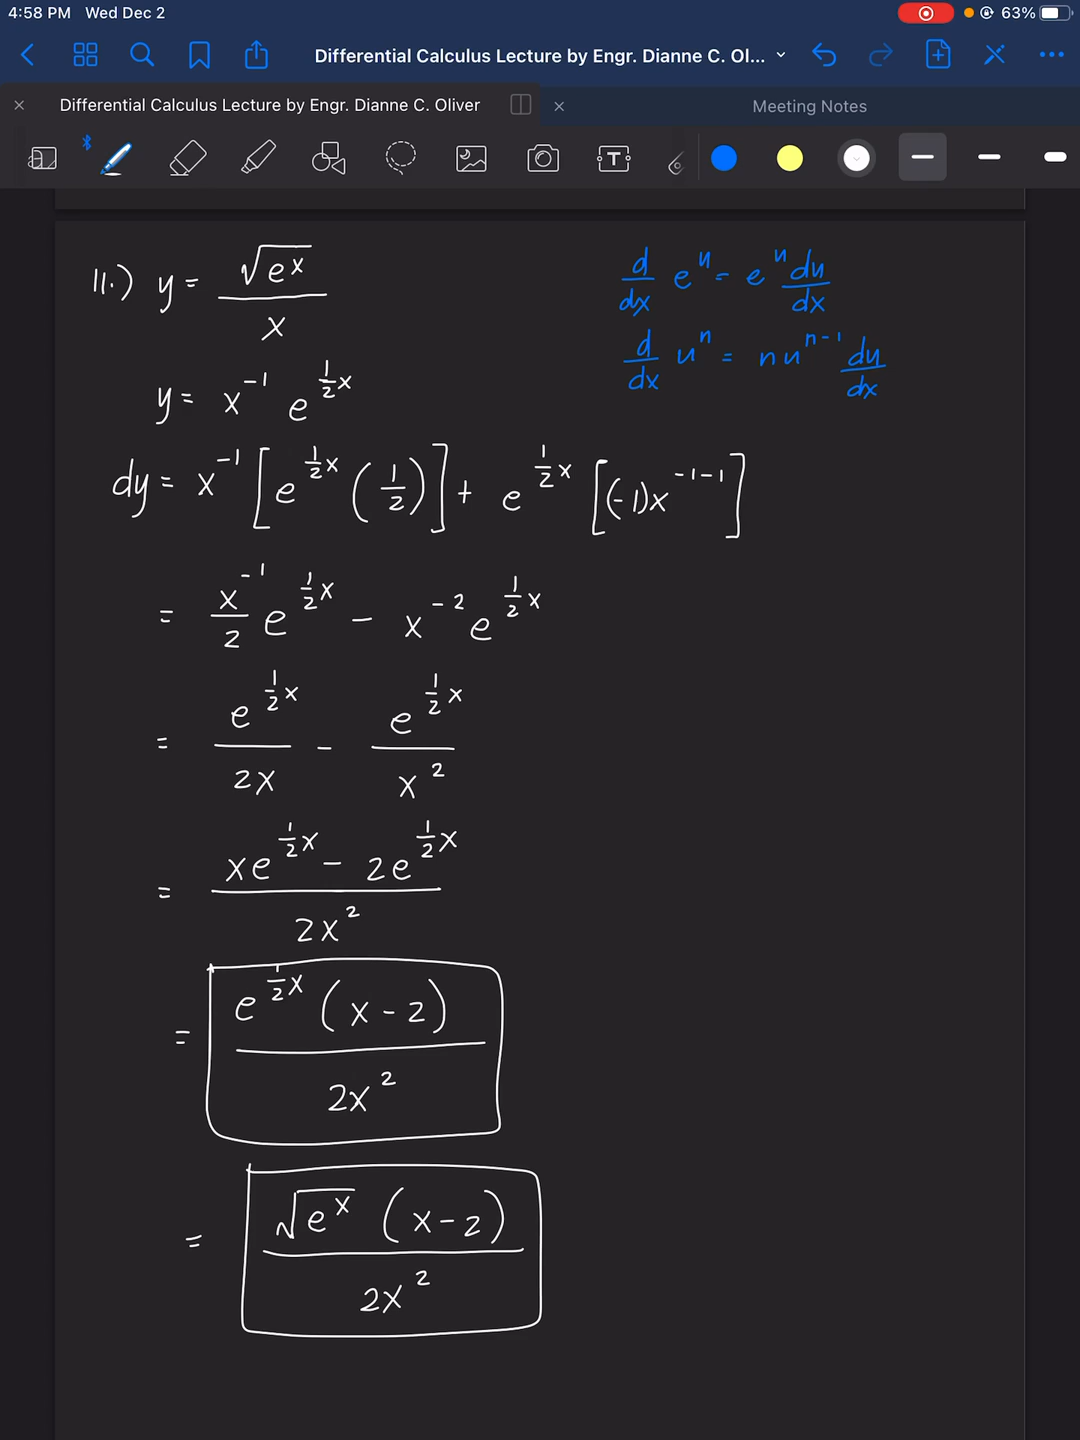 4:58 PM Wed Dec 2 63%
Differential Calculus Lecture by Engr. Dianne C. Ol...
Differential Calculus Lecture by Engr. Dianne C. Oliver Meeting Notes
T
11.) y = √(e^x) / x
d/dx e^u = e^u du/dx
d/dx u^n = nu^(n-1) du/dx
y = x^(-1) e^(1/2 x)
dy = x^(-1) [e^(1/2 x) (1/2)] + e^(1/2 x) [(-1)x^(-1-1)]
= x^(-1)/2 e^(1/2 x) - x^(-2) e^(1/2 x)
= e^(1/2 x) / 2x - e^(1/2 x) / x^2
= (xe^(1/2 x) - 2e^(1/2 x)) / 2x^2
= e^(1/2 x) (x-2) / 2x^2
= √(e^x) (x-2) / 2x^2